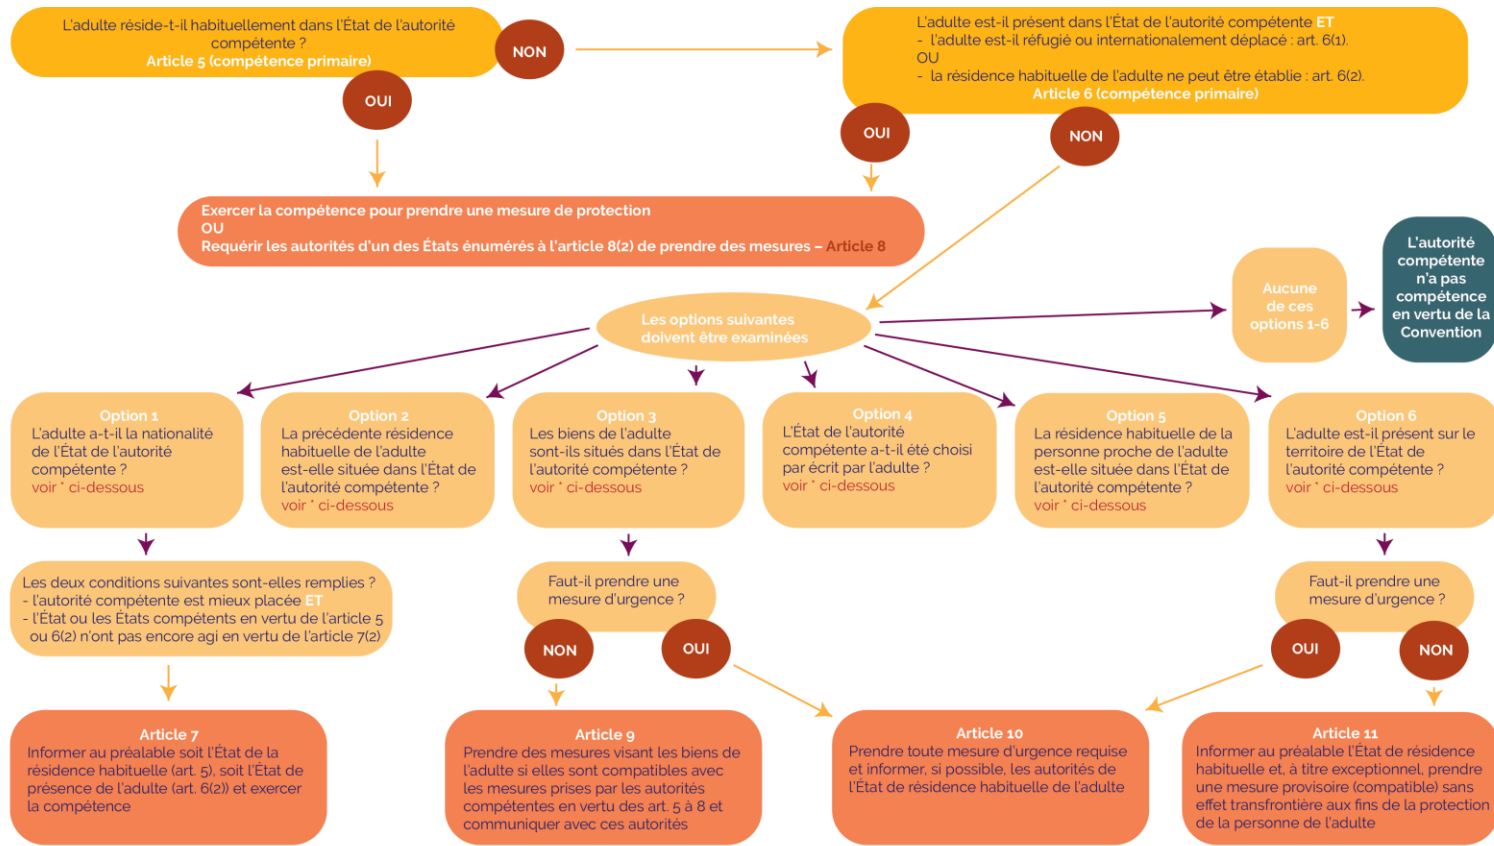 L'adulte réside-t-il habituellement dans l'État de l'autorité
compétente ?
Article 5 (compétence primaire)
NON
OUI
L'adulte est-il présent dans l'État de l'autorité compétente ET
- l'adulte est-il réfugié ou internationalement déplacé : art. 6(1).
OU
- la résidence habituelle de l'adulte ne peut être établie : art. 6(2).
Article 6 (compétence primaire)
OUI
NON
Exercer la compétence pour prendre une mesure de protection
OU
Requérir les autorités d'un des États énumérés à l'article 8(2) de prendre des mesures – Article 8
Les options suivantes
doivent être examinées
Aucune
de ces
options 1-6
L'autorité
compétente
n'a pas
compétence
en vertu de la
Convention
Option 1
L'adulte a-t-il la nationalité
de l'État de l'autorité
compétente ?
voir * ci-dessous
Option 2
La précédente résidence
habituelle de l'adulte
est-elle située dans l'État de
l'autorité compétente ?
voir * ci-dessous
Option 3
Les biens de l'adulte
sont-ils situés dans l'État de
l'autorité compétente ?
voir * ci-dessous
Option 4
L'État de l'autorité
compétente a-t-il été choisi
par écrit par l'adulte ?
voir * ci-dessous
Option 5
La résidence habituelle de la
personne proche de l'adulte
est-elle située dans l'État de
l'autorité compétente ?
voir * ci-dessous
Option 6
L'adulte est-il présent sur le
territoire de l'État de
l'autorité compétente ?
voir * ci-dessous
Les deux conditions suivantes sont-elles remplies ?
- l'autorité compétente est mieux placée ET
- l'État ou les États compétents en vertu de l'article 5
ou 6(2) n'ont pas encore agi en vertu de l'article 7(2)
Faut-il prendre une
mesure d'urgence ?
NON
OUI
Faut-il prendre une
mesure d'urgence ?
OUI
NON
Article 7
Informer au préalable soit l'État de la
résidence habituelle (art. 5), soit l'État de
présence de l'adulte (art. 6(2)) et exercer
la compétence
Article 9
Prendre des mesures visant les biens de
l'adulte si elles sont compatibles avec
les mesures prises par les autorités
compétentes en vertu des art. 5 à 8 et
communiquer avec ces autorités
Article 10
Prendre toute mesure d'urgence requise
et informer, si possible, les autorités de
l'État de résidence habituelle de l'adulte
Article 11
Informer au préalable l'État de résidence
habituelle et, à titre exceptionnel, prendre
une mesure provisoire (compatible) sans
effet transfrontière aux fins de la protection
de la personne de l'adulte